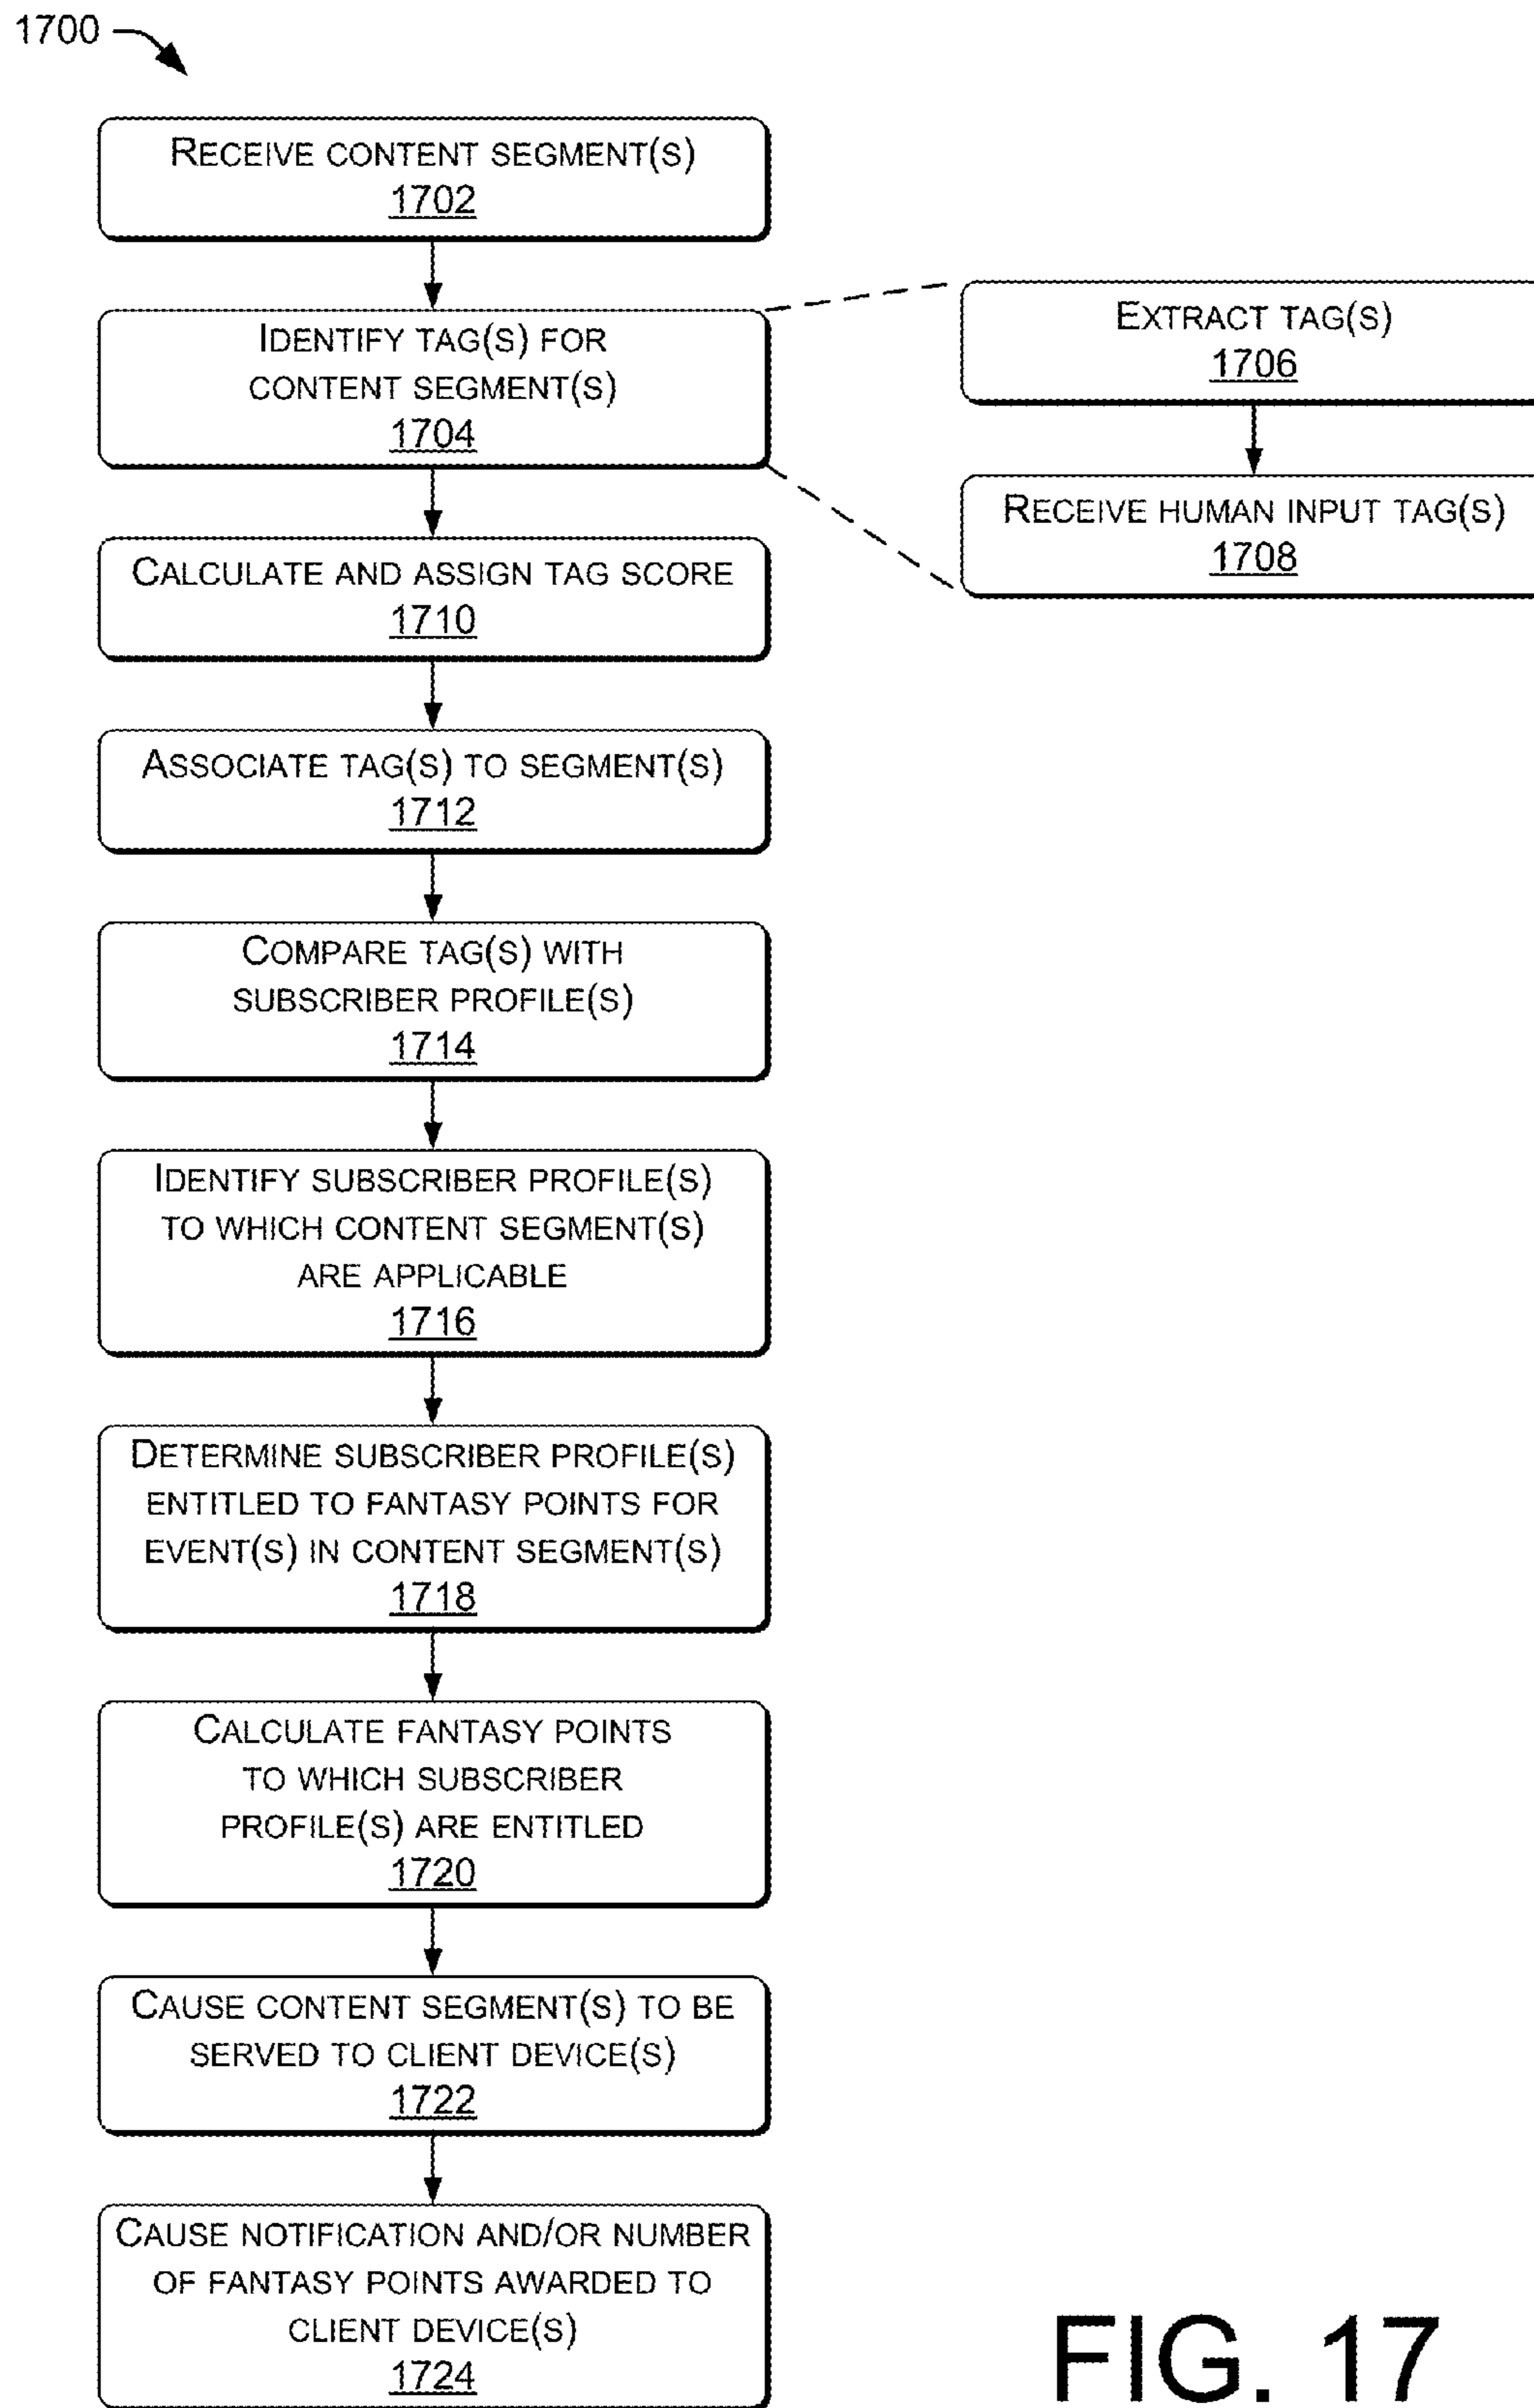 1700
RECEIVE CONTENT SEGMENT(S)
1702
IDENTIFY TAG(S) FOR
CONTENT SEGMENT(S)
1704
EXTRACT TAG(S)
1706
RECEIVE HUMAN INPUT TAG(S)
1708
CALCULATE AND ASSIGN TAG SCORE
1710
ASSOCIATE TAG(S) TO SEGMENT(S)
1712
COMPARE TAG(S) WITH
SUBSCRIBER PROFILE(S)
1714
IDENTIFY SUBSCRIBER PROFILE(S)
TO WHICH CONTENT SEGMENT(S)
ARE APPLICABLE
1716
DETERMINE SUBSCRIBER PROFILE(S)
ENTITLED TO FANTASY POINTS FOR
EVENT(S) IN CONTENT SEGMENT(S)
1718
CALCULATE FANTASY POINTS
TO WHICH SUBSCRIBER
PROFILE(S) ARE ENTITLED
1720
CAUSE CONTENT SEGMENT(S) TO BE
SERVED TO CLIENT DEVICE(S)
1722
CAUSE NOTIFICATION AND/OR NUMBER
OF FANTASY POINTS AWARDED TO
CLIENT DEVICE(S)
1724
FIG. 17